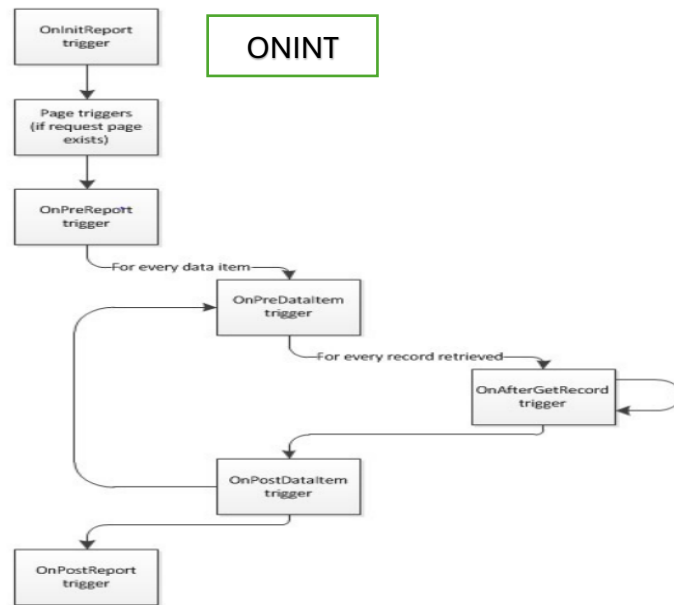 OnInitReport
trigger
ONINT
Page triggers
(if request page
exists)
OnPreReport
trigger
For every data item
OnPreDataItem
trigger
For every record retrieved
OnAfterGetRecord
trigger
OnPostDataItem
trigger
OnPostReport
trigger